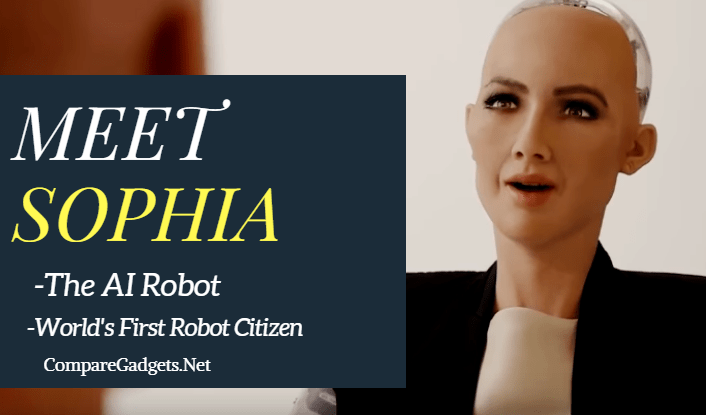 MEET
SOPHIA
-The AI Robot
-World's First Robot Citizen
CompareGadgets.Net